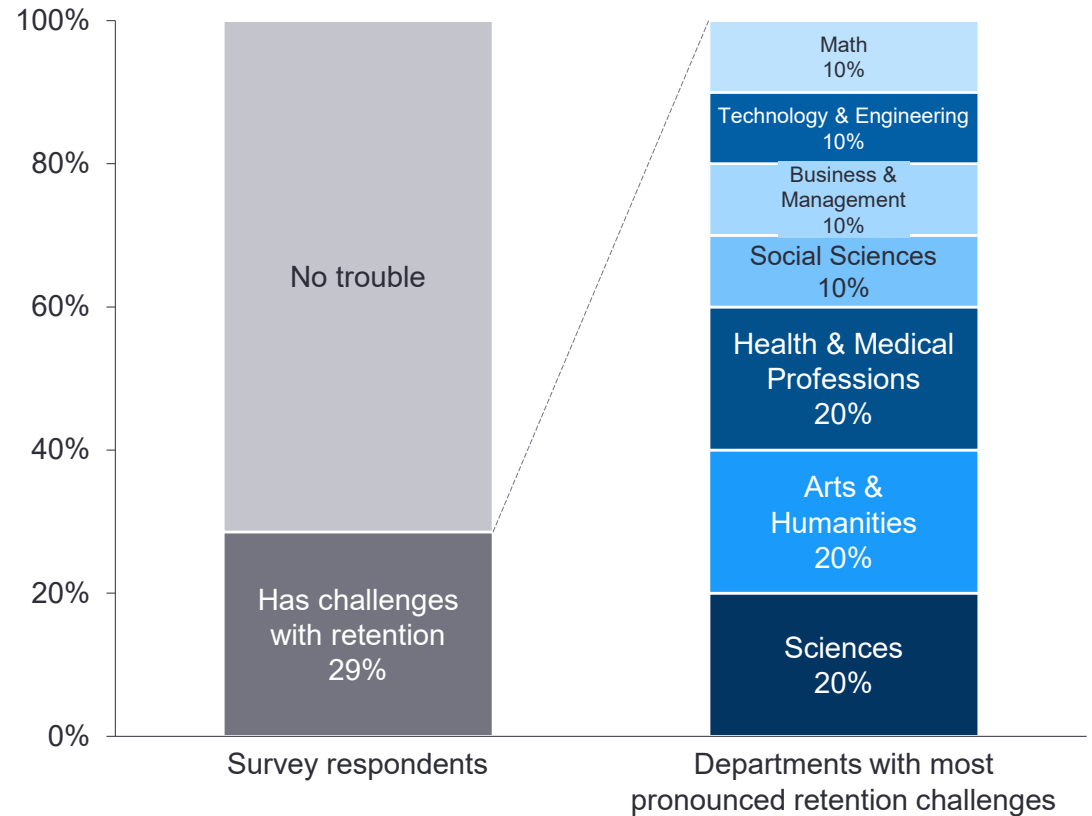 100%
80%
60%
40%
20%
0%
No trouble
Has challenges
with retention
29%
Survey respondents
Math
10%
Technology & Engineering
10%
Business &
Management
10%
Social Sciences
10%
Health & Medical
Professions
20%
Arts &
Humanities
20%
Sciences
20%
Departments with most
pronounced retention challenges